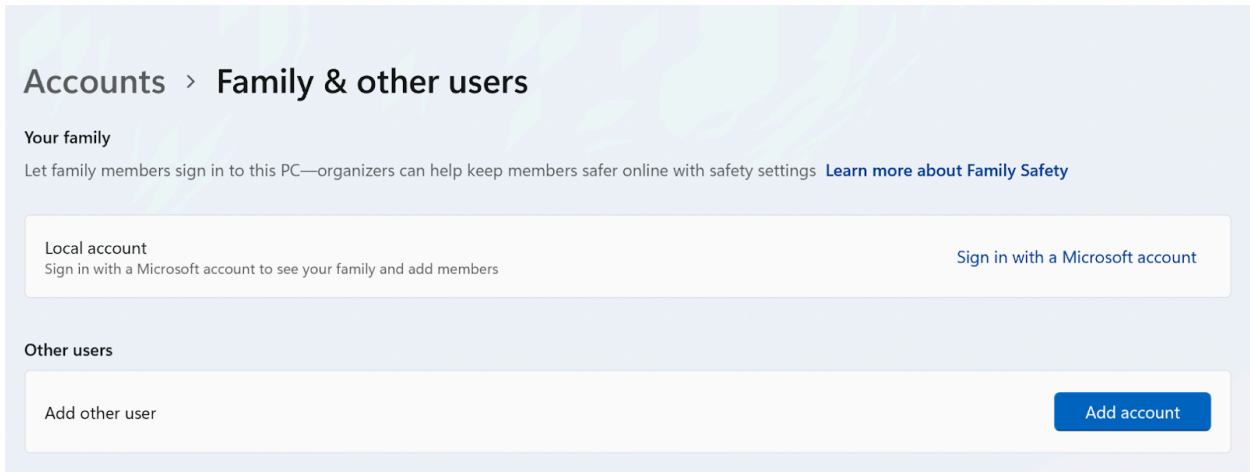 Accounts > Family & other users
Your family
Let family members sign in to this PC—organizers can help keep members safer online with safety settings Learn more about Family Safety
Local account
Sign in with a Microsoft account to see your family and add members
Sign in with a Microsoft account
Other users
Add other user
Add account